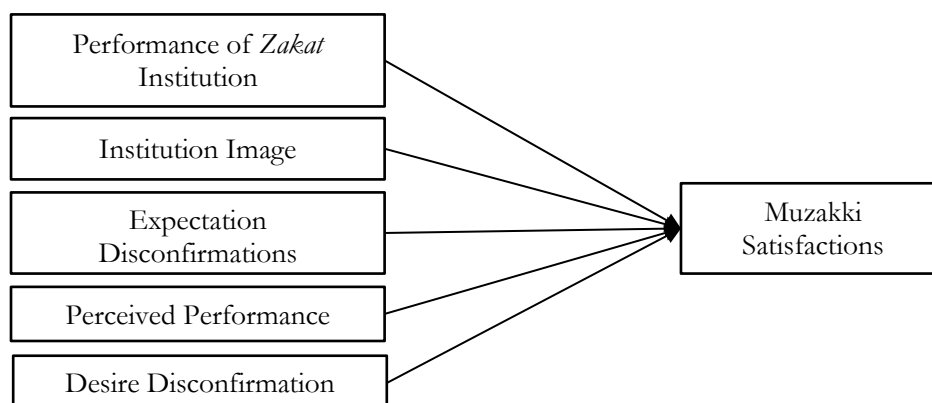 Performance of Zakat
Institution
Institution Image
Expectation
Disconfirmations
Perceived Performance
Desire Disconfirmation
Muzakki
Satisfactions